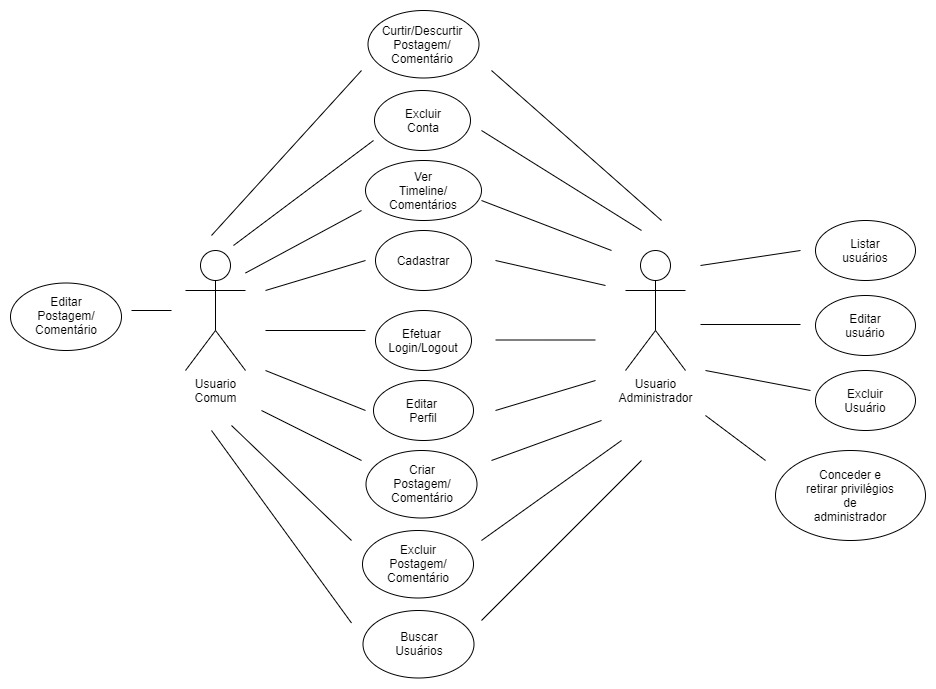 Curtir/Descurtir
Postagem/
Comentário
Excluir
Conta
Ver
Timeline/
Comentários
Cadastrar
Efetuar
Login/Logout
Editar
Perfil
Criar
Postagem/
Comentário
Excluir
Postagem/
Comentário
Buscar
Usuários
Editar
Postagem/
Comentário
Usuario
Comum
Usuario
Administrador
Listar
usuários
Editar
usuário
Excluir
Usuário
Conceder e
retirar privilégios
de
administrador